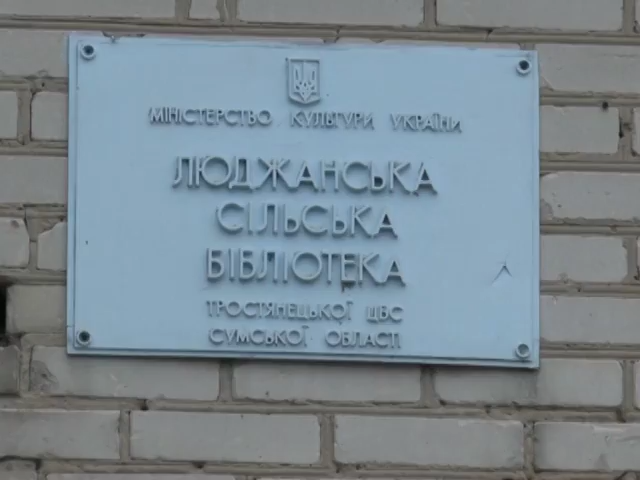 МІНІСТЕРСТВО КУЛЬТУРИ УКРАЇНИ
ЛЮДЖАНСЬКА
СІЛЬСЬКА
БІБЛІОТЕКА
ТРОСТЯНЕЦЬКОЇ ЦБС
СУМСЬКОЇ ОБЛАСТІ